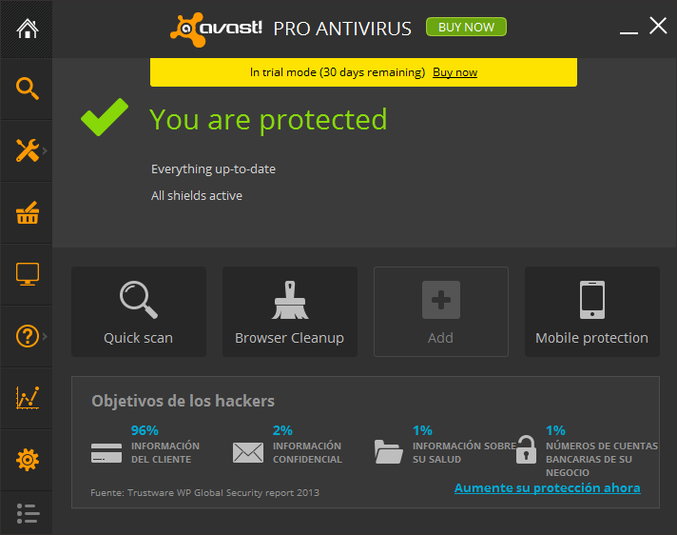 avast! PRO ANTIVIRUS BUY NOW
In trial mode (30 days remaining) Buy now
You are protected
Everything up-to-date
All shields active
Quick scan
Browser Cleanup
Add
Mobile protection
Objetivos de los hackers
96%
INFORMACIÓN
DEL CLIENTE
2%
INFORMACIÓN
CONFIDENCIAL
1%
INFORMACIÓN SOBRE
SU SALUD
1%
NÚMEROS DE CUENTAS
BANCARIAS DE SU
NEGOCIO
Fuente: Trustware WP Global Security report 2013
Aumente su protección ahora